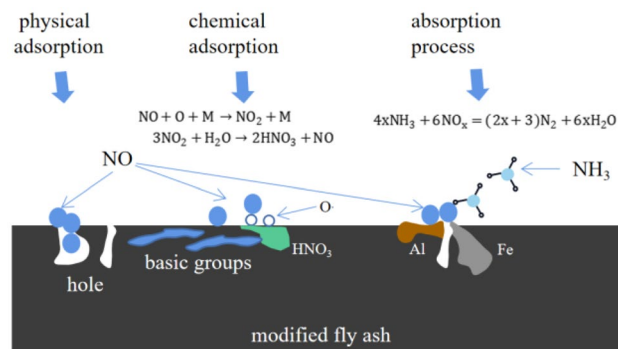 physical
adsorption
chemical
adsorption
absorption
process
NO + O + M → NO₂ + M
3NO₂ + H₂O → 2HNO₃ + NO
4xNH₃ + 6NOₓ = (2x + 3)N₂ + 6xH₂O
NO
NH₃
O·
HNO₃
Al
Fe
basic groups
hole
modified fly ash